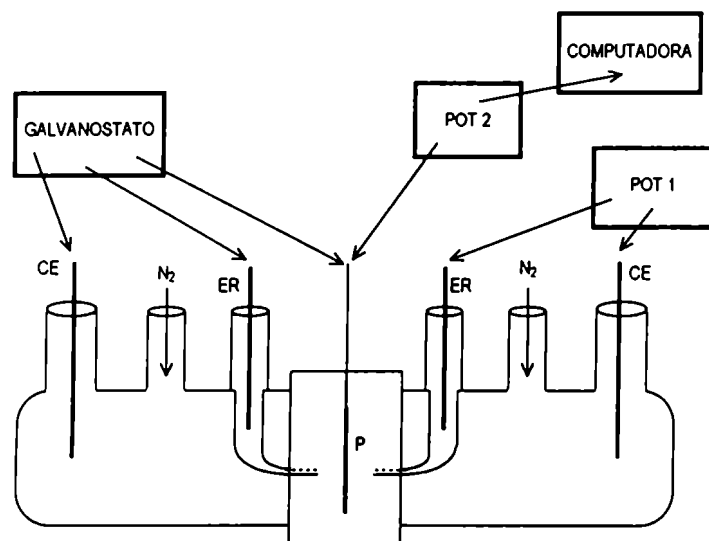 COMPUTADORA
POT 2
GALVANOSTATO
POT 1
CE
N₂
ER
ER
N₂
CE
P